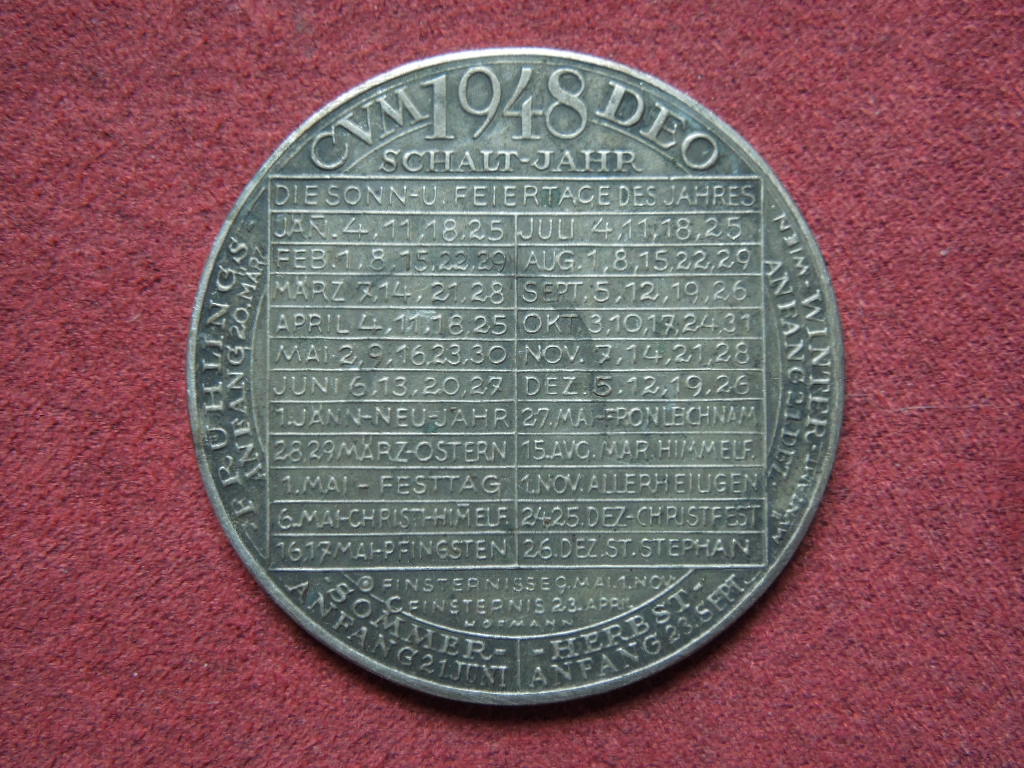 CVM 1948 DEO
SCHALT-JAHR
DIE SONN-U. FEIERTAGE DES JAHRES
JAN. 4,11,18,25 JULI 4,11,18,25
FEB. 1,8,15,22,29 AUG. 1,8,15,22,29
MÄRZ 7,14,21,28 SEPT. 5,12,19,26
APRIL 4,11,18,25 OKT. 3,10,17,24,31
MAI 2,9,16,23,30 NOV. 7,14,21,28
JUNI 6,13,20,27 DEZ. 5,12,19,26
1.JÄNN-NEU-JAHR 27.MAI-FRONLECHNAM
28.29.MÄRZ-OSTERN 15.AVG. MAR. HIMMELF.
1.MAI - FESTTAG 1.NOV. ALLERHEILIGEN
6.MAI-CHRISTI-HIMELF. 24.25.DEZ-CHRISTFEST
16.17 MAI-PFINGSTEN 26.DEZ. ST. STEPHAN
FINSTERNISSE 9.MAI.1.NOV.
FINSTERNIS 23.APRIL
HOFMANN
-FRÜHLINGS-
ANFANG 20.MÄRZ
-SOMMER-
ANFANG 21 JUNI
-HERBST-
ANFANG 23.SEPT.
WIEN
-WINTER-
ANFANG 21.DEZ.